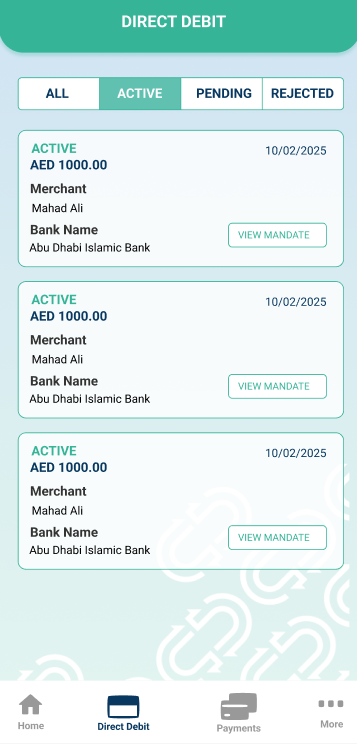 DIRECT DEBIT
ALL ACTIVE PENDING REJECTED
ACTIVE 10/02/2025
AED 1000.00
Merchant
Mahad Ali
Bank Name VIEW MANDATE
Abu Dhabi Islamic Bank
ACTIVE 10/02/2025
AED 1000.00
Merchant
Mahad Ali
Bank Name VIEW MANDATE
Abu Dhabi Islamic Bank
ACTIVE 10/02/2025
AED 1000.00
Merchant
Mahad Ali
Bank Name VIEW MANDATE
Abu Dhabi Islamic Bank
Home Direct Debit Payments More